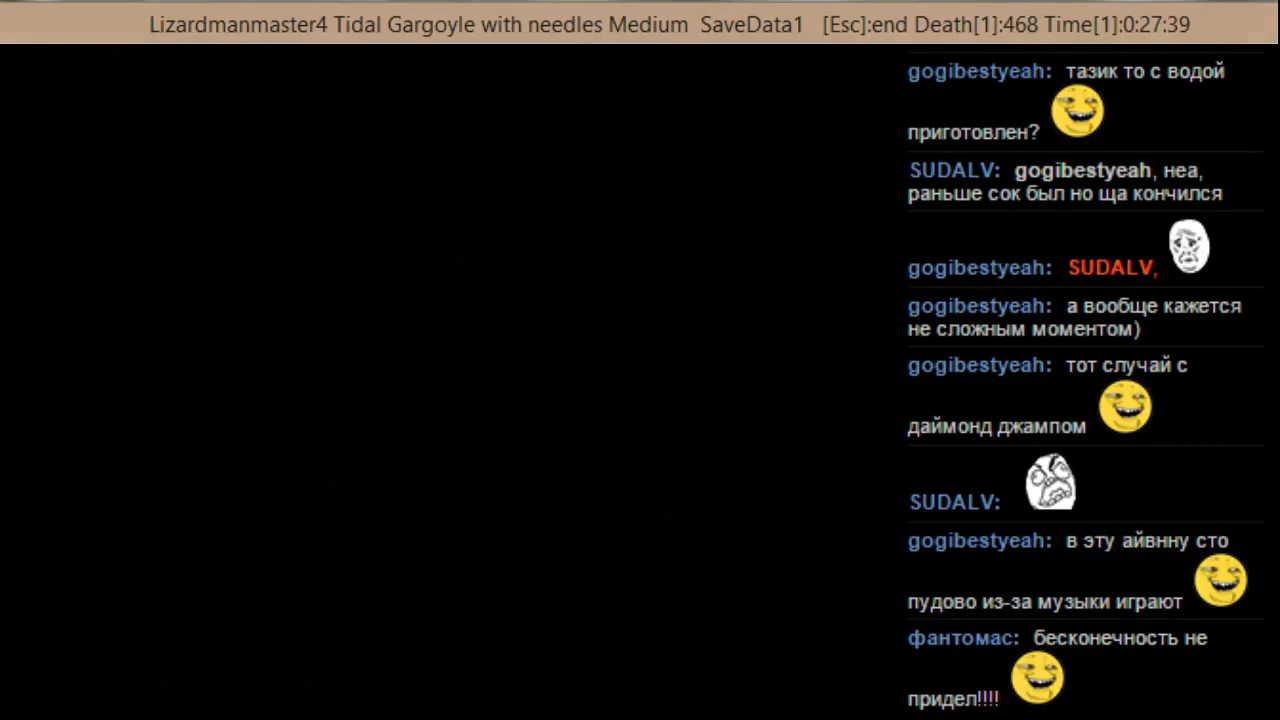 Lizardmanmaster4 Tidal Gargoyle with needles Medium  SaveData1   [Esc]:end Death[1]:468 Time[1]:0:27:39
gogibestyeah: тазик то с водой
приготовлен?
SUDALV: gogibestyeah, неа,
раньше сок был но ща кончился
gogibestyeah: SUDALV,
gogibestyeah: а вообще кажется
не сложным моментом)
gogibestyeah: тот случай с
даймонд джампом
SUDALV:
gogibestyeah: в эту айвнну сто
пудово из-за музыки играют
фантомас: бесконечность не
придел!!!!